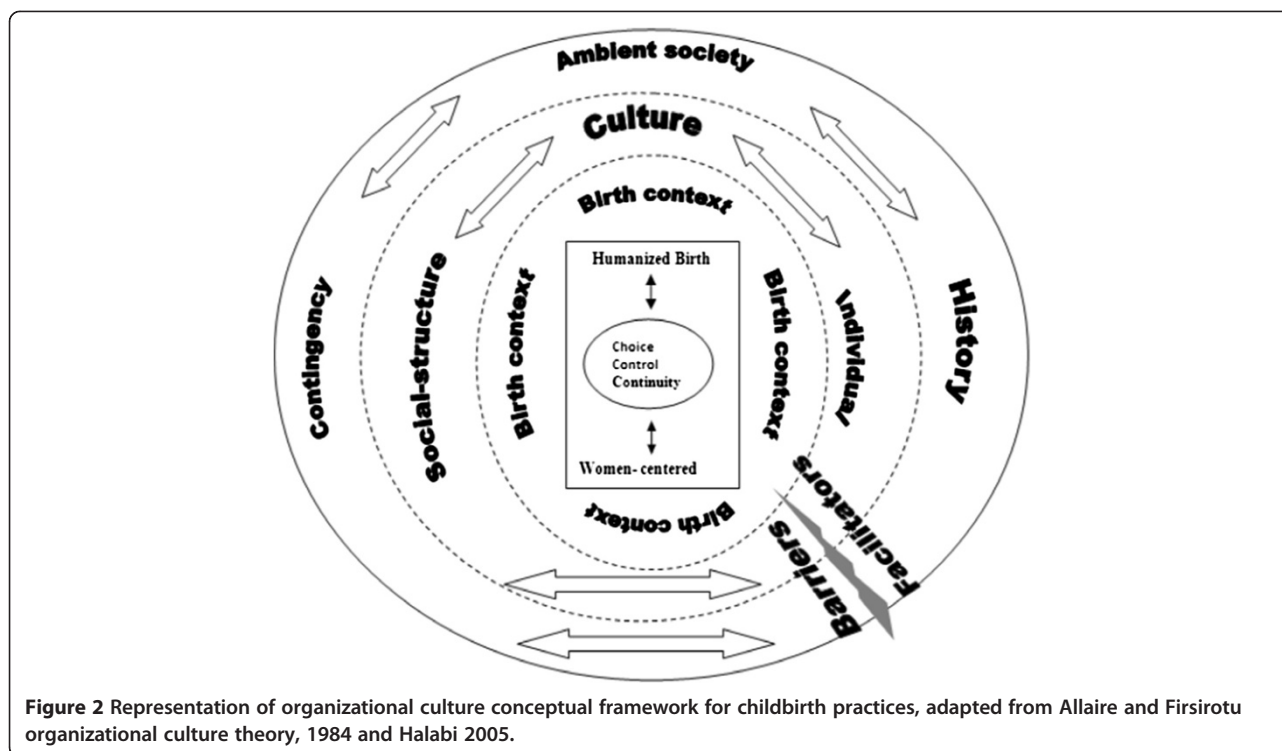 Ambient society
Culture
Birth context
Humanized Birth
Choice
Control
Continuity
Women- centered
Birth context
Birth context
Birth context
Social-structure
Individual
Contingency
History
Facilitators
Barriers
Figure 2 Representation of organizational culture conceptual framework for childbirth practices, adapted from Allaire and Firsirotu
organizational culture theory, 1984 and Halabi 2005.